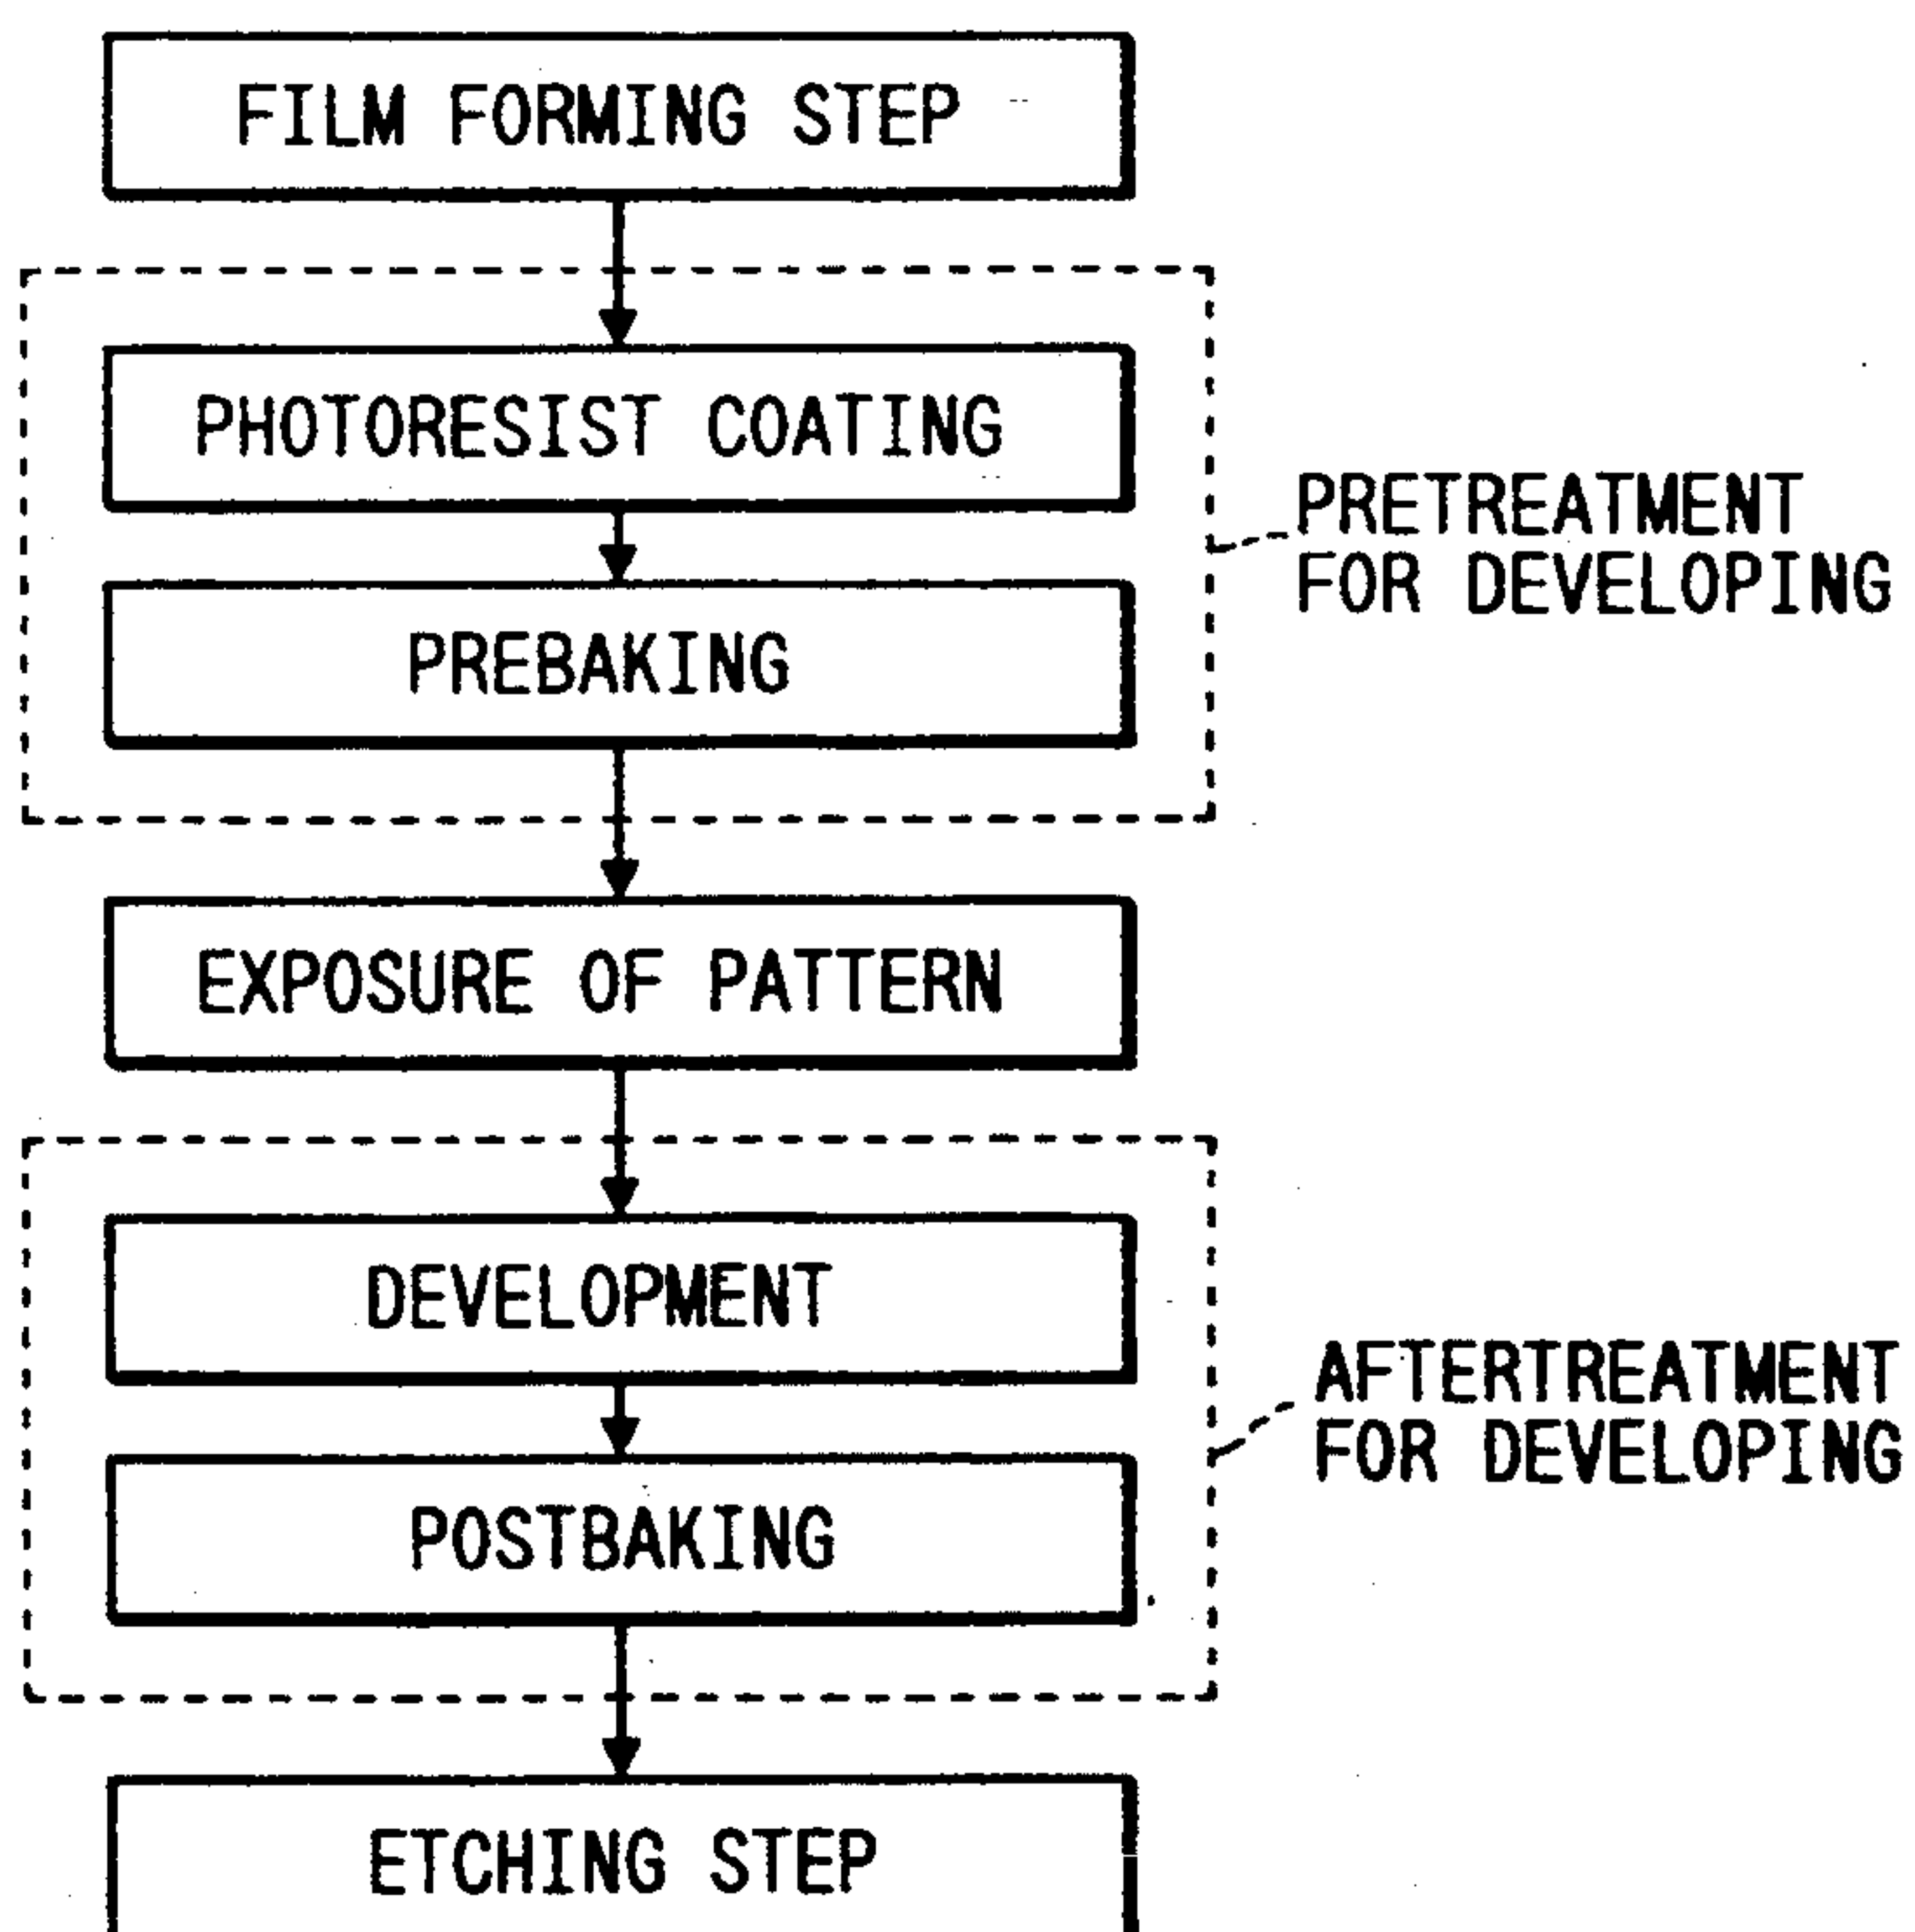 FILM FORMING STEP
PHOTORESIST COATING
PRETREATMENT
FOR DEVELOPING
PREBAKING
EXPOSURE OF PATTERN
DEVELOPMENT
AFTERTREATMENT
FOR DEVELOPING
POSTBAKING
ETCHING STEP